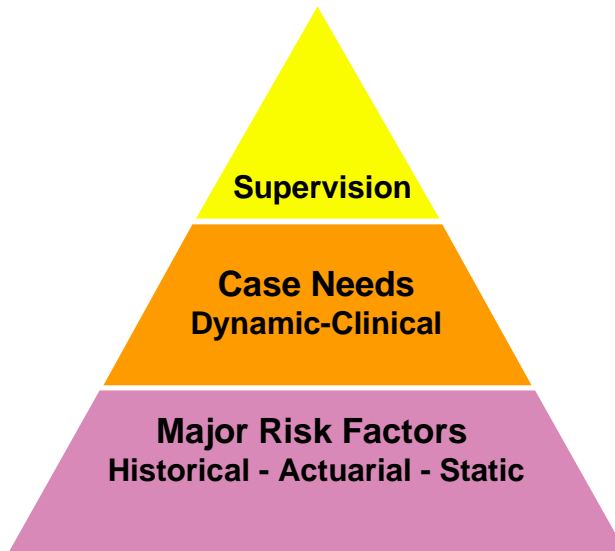 Supervision
Case Needs
Dynamic-Clinical
Major Risk Factors
Historical - Actuarial - Static